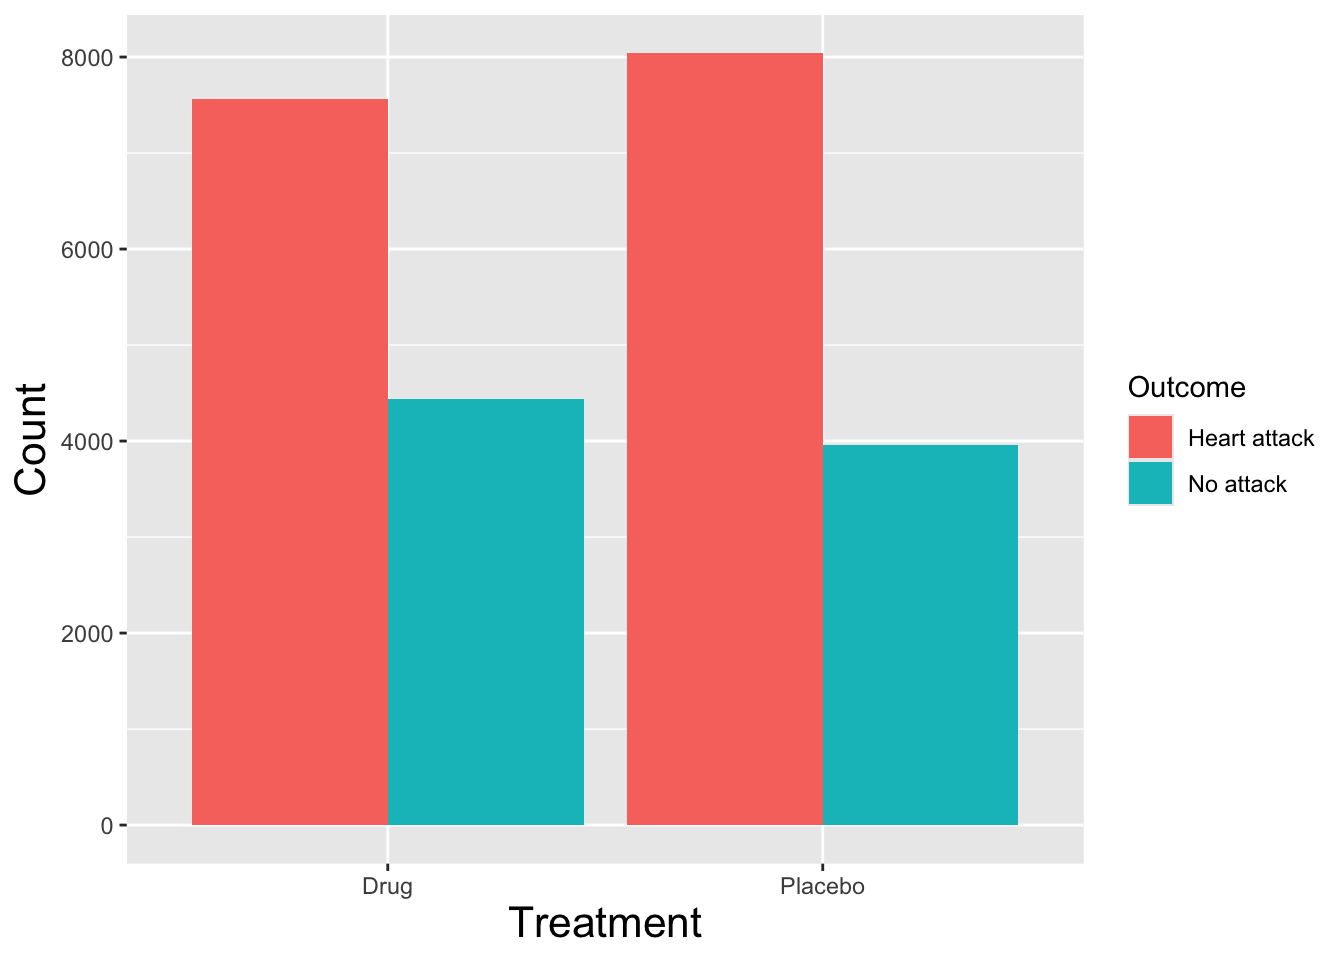 8000
6000
4000
2000
0
Count
Drug
Placebo
Treatment
Outcome
Heart attack
No attack